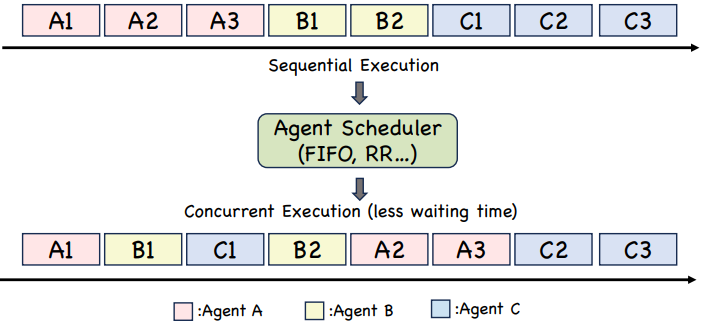 A1 A2 A3 B1 B2 C1 C2 C3
Sequential Execution
Agent Scheduler
(FIFO, RR...)
Concurrent Execution (less waiting time)
A1 B1 C1 B2 A2 A3 C2 C3
:Agent A :Agent B :Agent C